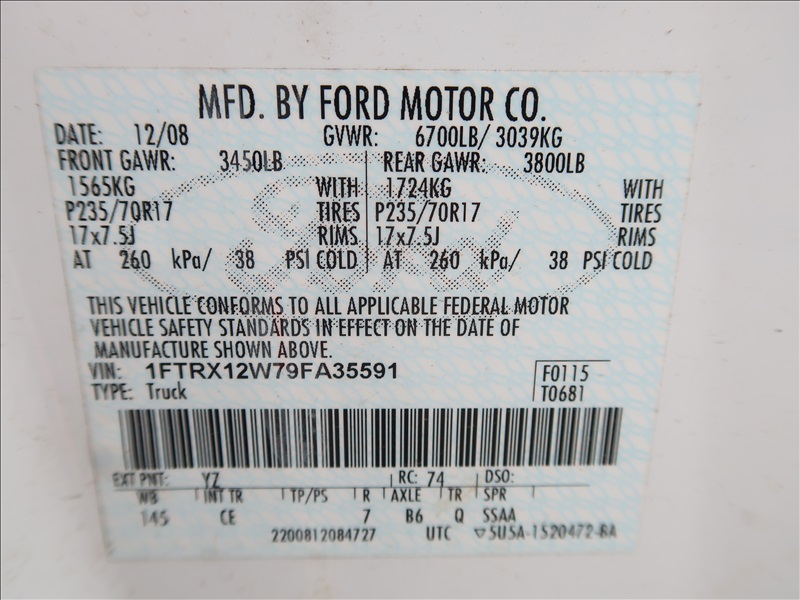 MFD. BY FORD MOTOR CO.
DATE: 12/08 GVWR: 6700LB/ 3039KG
FRONT GAWR: 3450LB REAR GAWR: 3800LB
1565KG WITH 1724KG WITH
P235/70R17 TIRES P235/70R17 TIRES
17x7.5J RIMS 17x7.5J RIMS
AT 260 kPa/ 38 PSI COLD AT 260 kPa/ 38 PSI COLD
THIS VEHICLE CONFORMS TO ALL APPLICABLE FEDERAL MOTOR
VEHICLE SAFETY STANDARDS IN EFFECT ON THE DATE OF
MANUFACTURE SHOWN ABOVE.
VIN: 1FTRX12W79FA35591 F0115
TYPE: Truck T0681
EXT PNT: YZ RC: 74 DSO:
WB INT TR TP/PS R AXLE TR SPR
145 CE 7 B6 Q SSAA
2200812084727 UTC ▽5U5A-1520472-BA